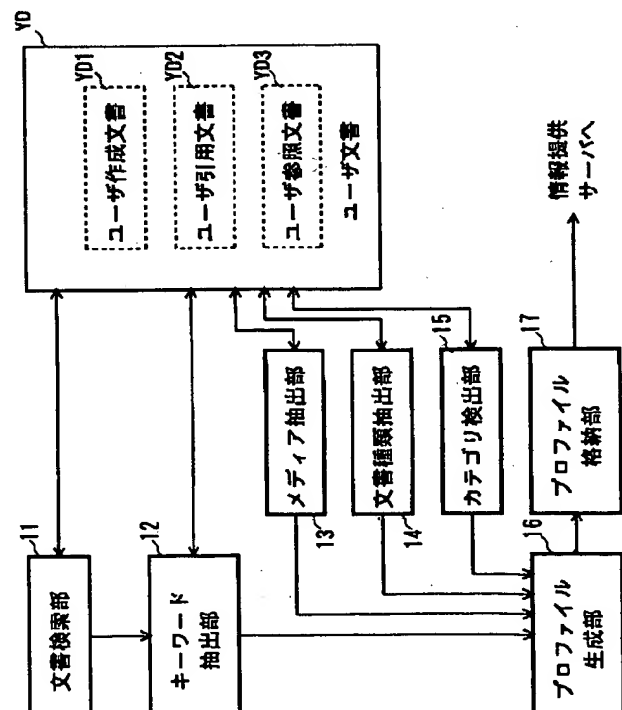 YD
YD1
ユーザ作成文書
YD2
ユーザ引用文書
YD3
ユーザ参照文書
ユーザ文書
11
文書検索部
12
キーワード
抽出部
メディア抽出部
13
文書種類抽出部
14
15
カテゴリ検出部
16
プロファイル
生成部
17
プロファイル
格納部
情報提供
サーバへ